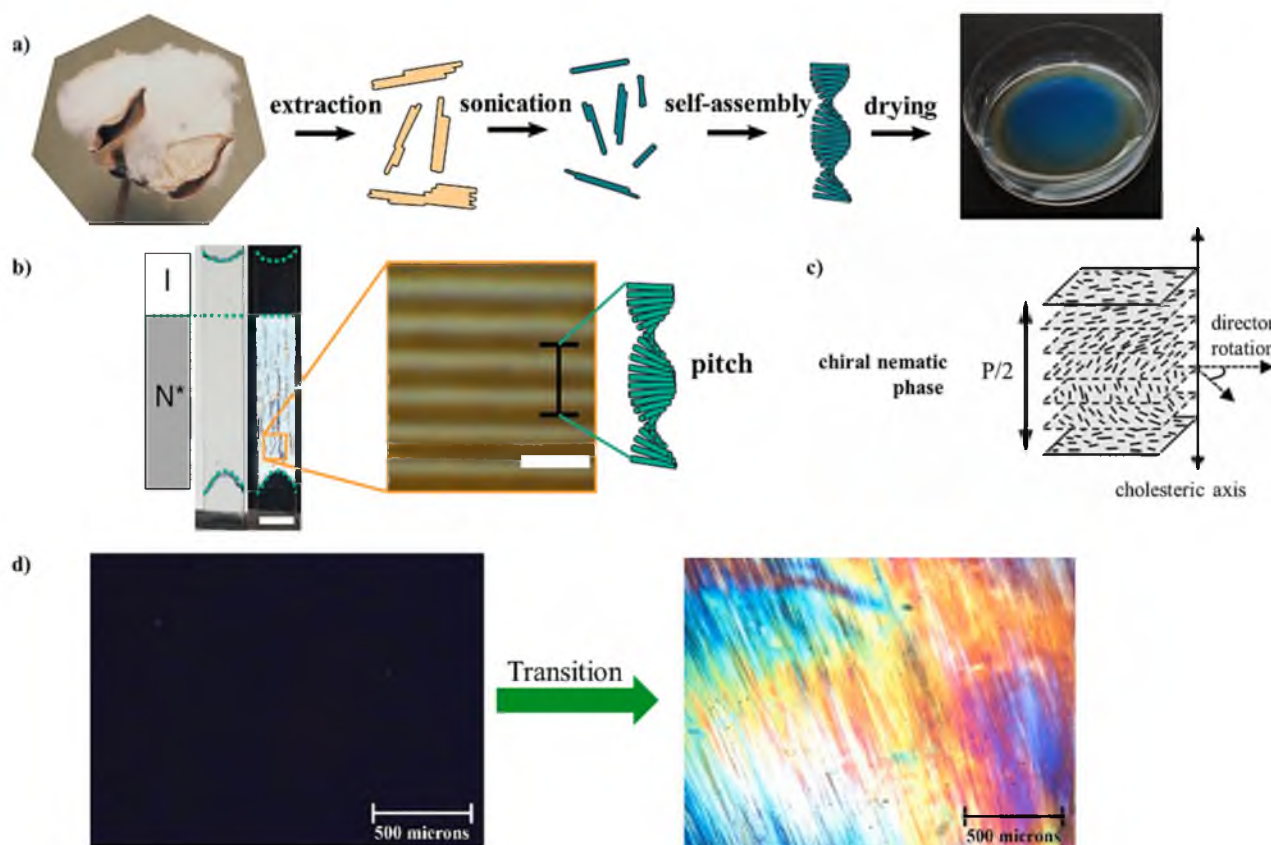 a)
extraction
sonication
self-assembly
drying
b)
I
N*
pitch
c)
chiral nematic
phase
P/2
director
rotation
cholesteric axis
d)
500 microns
Transition
500 microns